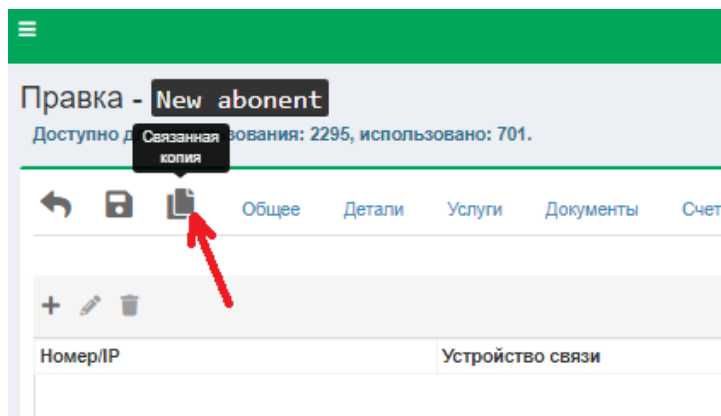 Правка - New abonent
Доступно д зования: 2295, использовано: 701.
Связанная
копия
Общее Детали Услуги Документы Счет
Номер/IP Устройство связи